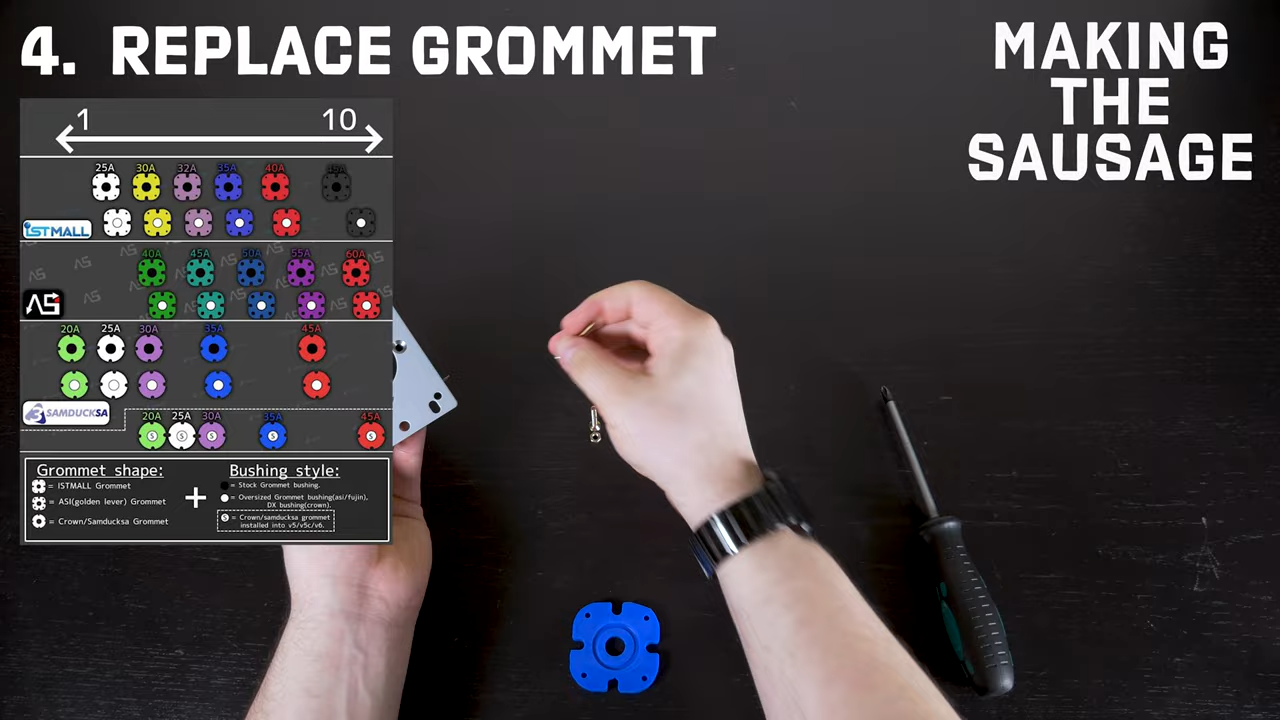 4. REPLACE GROMMET
MAKING
THE
SAUSAGE
1 10
25A 30A 32A 35A 40A
ISTMALL
40A 45A 50A 55A 60A
AS
20A 25A 30A 35A 45A
SAMDUCKSA
20A 25A 30A 35A 45A
Grommet shape:
= ISTMALL Grommet
= ASI(golden lever) Grommet
= Crown/Samducksa Grommet
+
Bushing style:
= Stock Grommet bushing.
= Oversized Grommet bushing(asi/fujin),
DX bushing(crown).
S = Crown/samducksa grommet
installed into v5/v5c/v6.